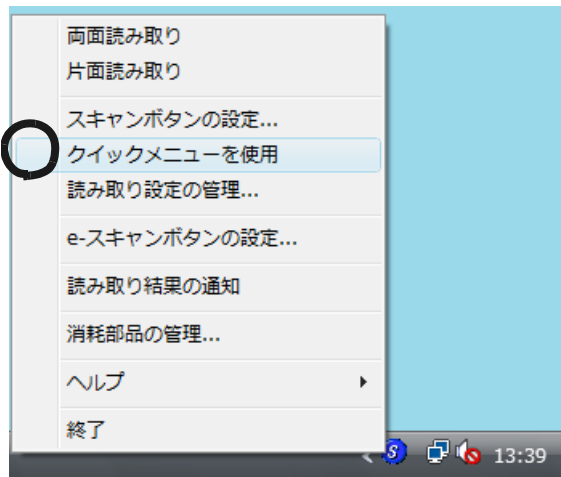 両面読み取り
片面読み取り
スキャンボタンの設定...
クイックメニューを使用
読み取り設定の管理...
e-スキャンボタンの設定...
読み取り結果の通知
消耗部品の管理...
ヘルプ
終了
S
13:39